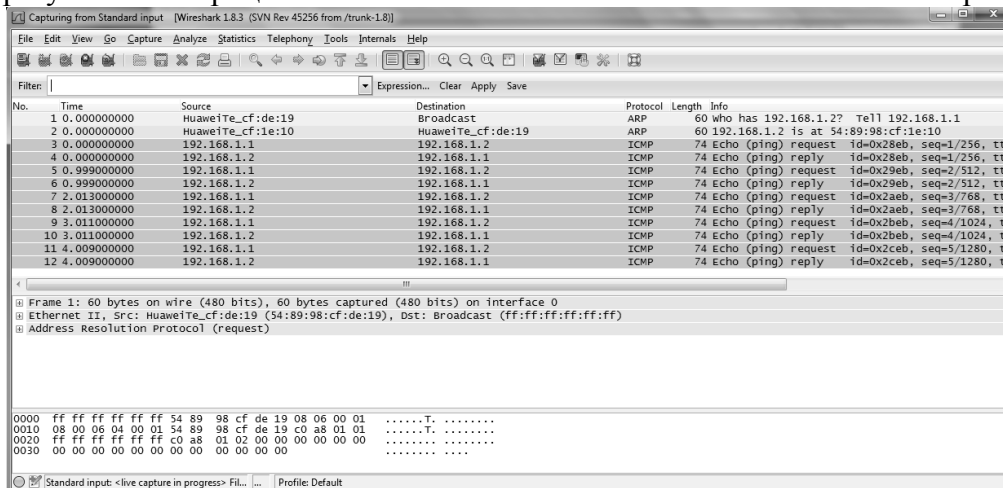 Capturing from Standard input [Wireshark 1.8.3 (SVN Rev 45256 from /trunk-1.8)]
File Edit View Go Capture Analyze Statistics Telephony Tools Internals Help
Filter: Expression... Clear Apply Save
No. Time Source Destination Protocol Length Info
1 0.000000000 HuaweiTe_cf:de:19 Broadcast ARP 60 Who has 192.168.1.2? Tell 192.168.1.1
2 0.000000000 HuaweiTe_cf:1e:10 HuaweiTe_cf:de:19 ARP 60 192.168.1.2 is at 54:89:98:cf:1e:10
3 0.000000000 192.168.1.1 192.168.1.2 ICMP 74 Echo (ping) request id=0x28eb, seq=1/256, tt
4 0.000000000 192.168.1.2 192.168.1.1 ICMP 74 Echo (ping) reply id=0x28eb, seq=1/256, tt
5 0.999000000 192.168.1.1 192.168.1.2 ICMP 74 Echo (ping) request id=0x29eb, seq=2/512, tt
6 0.999000000 192.168.1.2 192.168.1.1 ICMP 74 Echo (ping) reply id=0x29eb, seq=2/512, tt
7 2.013000000 192.168.1.1 192.168.1.2 ICMP 74 Echo (ping) request id=0x2aeb, seq=3/768, tt
8 2.013000000 192.168.1.2 192.168.1.1 ICMP 74 Echo (ping) reply id=0x2aeb, seq=3/768, tt
9 3.011000000 192.168.1.1 192.168.1.2 ICMP 74 Echo (ping) request id=0x2beb, seq=4/1024, t
10 3.011000000 192.168.1.2 192.168.1.1 ICMP 74 Echo (ping) reply id=0x2beb, seq=4/1024, t
11 4.009000000 192.168.1.1 192.168.1.2 ICMP 74 Echo (ping) request id=0x2ceb, seq=5/1280, t
12 4.009000000 192.168.1.2 192.168.1.1 ICMP 74 Echo (ping) reply id=0x2ceb, seq=5/1280, t
Frame 1: 60 bytes on wire (480 bits), 60 bytes captured (480 bits) on interface 0
Ethernet II, Src: HuaweiTe_cf:de:19 (54:89:98:cf:de:19), Dst: Broadcast (ff:ff:ff:ff:ff:ff)
Address Resolution Protocol (request)
0000 ff ff ff ff ff ff 54 89 98 cf de 19 08 06 00 01 ......T. ........
0010 08 00 06 04 00 01 54 89 98 cf de 19 c0 a8 01 01 ......T. ........
0020 ff ff ff ff ff ff c0 a8 01 02 00 00 00 00 00 00 ........ ........
0030 00 00 00 00 00 00 00 00 00 00 00 00 ........ ....
Standard input: <live capture in progress> Fil... ... Profile: Default